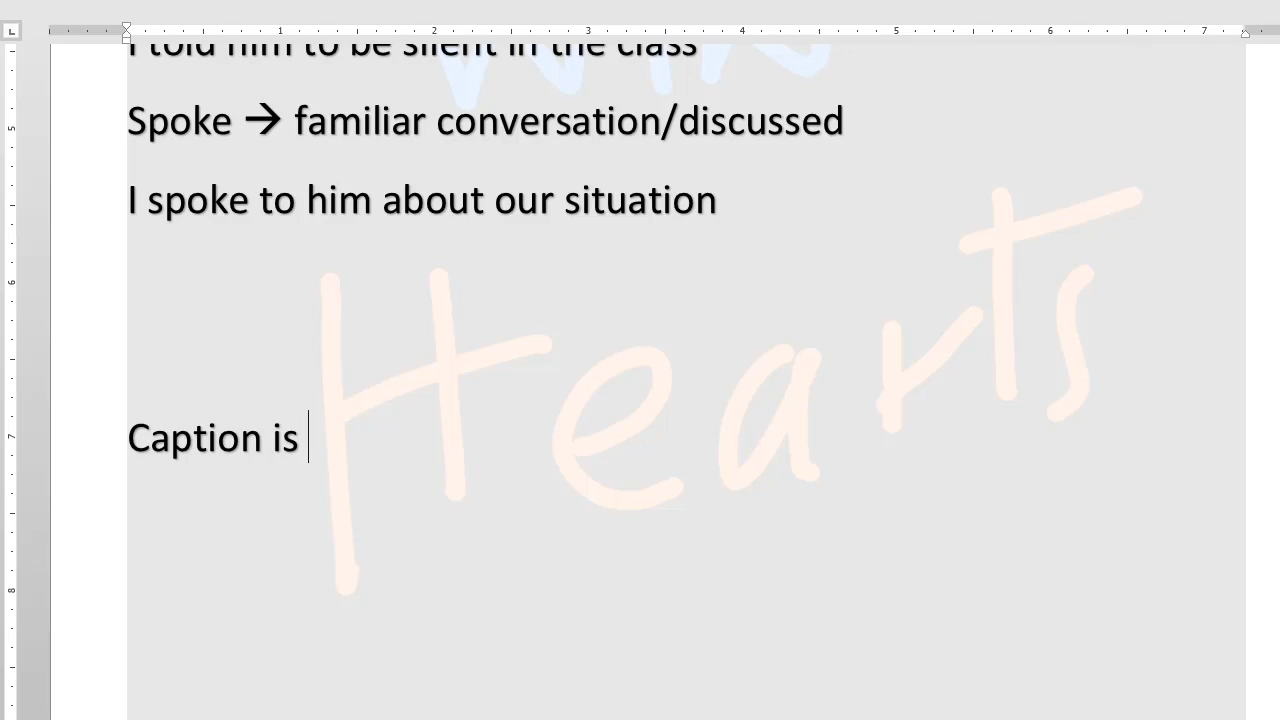 I told him to be silent in the class
Spoke → familiar conversation/discussed
I spoke to him about our situation
Hearts
Caption is